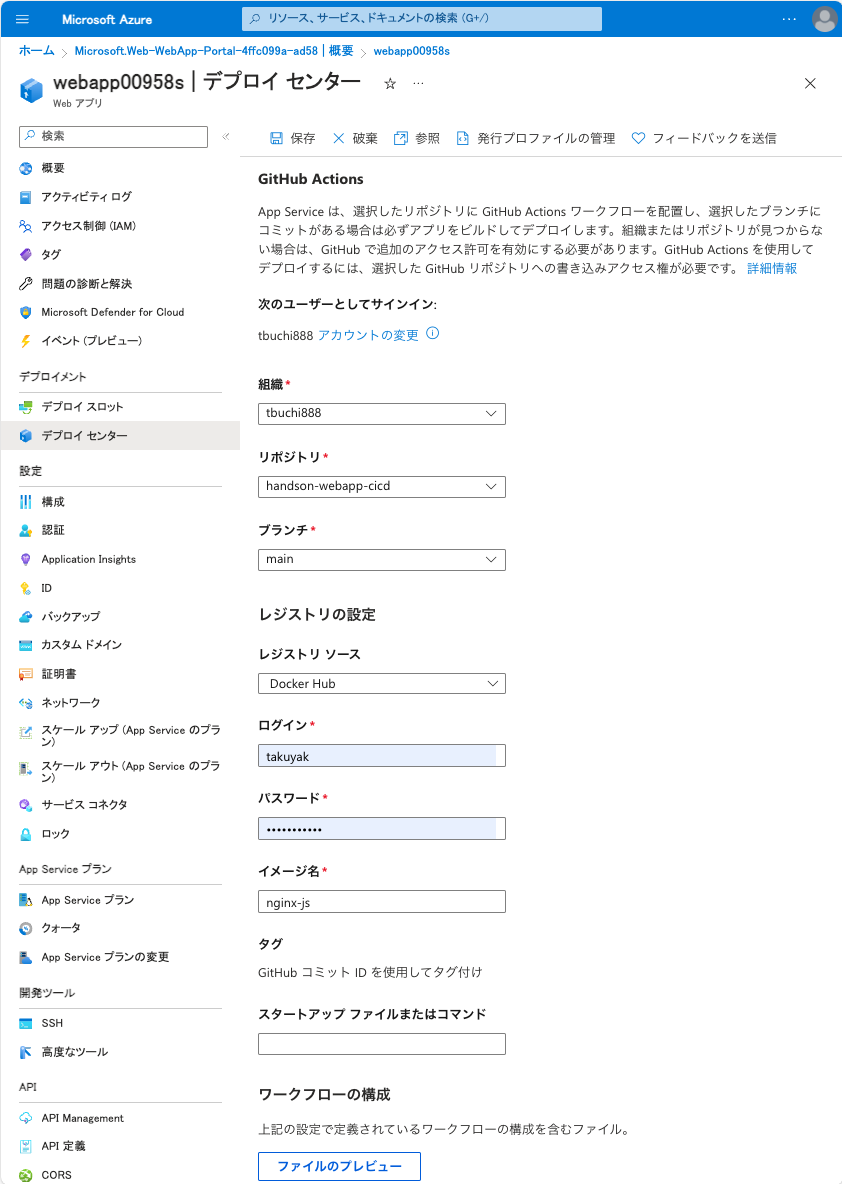 Microsoft Azure
リソース、サービス、ドキュメントの検索 (G+/)
ホーム
Microsoft.Web-WebApp-Portal-4ffc099a-ad58 | 概要
webapp00958s
webapp00958s | デプロイ センター
Web アプリ
検索
概要
アクティビティ ログ
アクセス制御 (IAM)
タグ
問題の診断と解決
Microsoft Defender for Cloud
イベント (プレビュー)
デプロイメント
デプロイ スロット
デプロイ センター
設定
構成
認証
Application Insights
ID
バックアップ
カスタム ドメイン
証明書
ネットワーク
スケール アップ (App Service のプラ
ン)
スケール アウト (App Service のプラ
ン)
サービス コネクタ
ロック
App Service プラン
App Service プラン
クォータ
App Service プランの変更
開発ツール
SSH
高度なツール
API
API Management
API 定義
CORS
保存
破棄
参照
発行プロファイルの管理
フィードバックを送信
GitHub Actions
App Service は、選択したリポジトリに GitHub Actions ワークフローを配置し、選択したブランチに
コミットがある場合は必ずアプリをビルドしてデプロイします。組織またはリポジトリが見つからな
い場合は、GitHub で追加のアクセス許可を有効にする必要があります。GitHub Actions を使用して
デプロイするには、選択した GitHub リポジトリへの書き込みアクセス権が必要です。 詳細情報
次のユーザーとしてサインイン:
tbuchi888 アカウントの変更
組織*
tbuchi888
リポジトリ*
handson-webapp-cicd
ブランチ*
main
レジストリの設定
レジストリ ソース
Docker Hub
ログイン*
takuyak
パスワード*
•••••••••••
イメージ名*
nginx-js
タグ
GitHub コミット ID を使用してタグ付け
スタートアップ ファイルまたはコマンド
ワークフローの構成
上記の設定で定義されているワークフローの構成を含むファイル。
ファイルのプレビュー